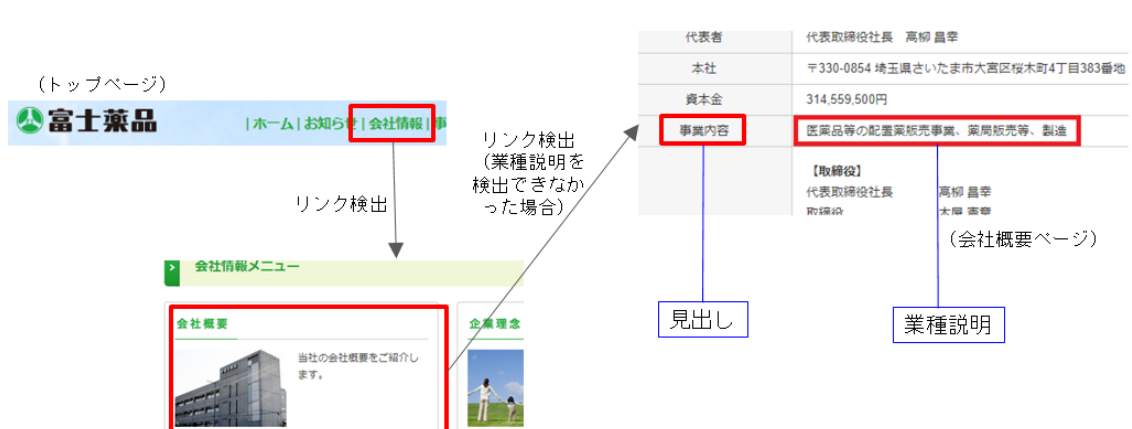 （トップページ）
富士薬品
|ホーム|お知らせ|会社情報|事
リンク検出
会社情報メニュー
会社概要
当社の会社概要をご紹介し
ます。
企業理念
リンク検出
（業種説明を
検出できなか
った場合）
代表者 代表取締役社長 高柳 昌幸
本社 〒330-0854 埼玉県さいたま市大宮区桜木町4丁目383番地
資本金 314,559,500円
事業内容 医薬品等の配置薬販売事業、薬局販売等、製造
【取締役】
代表取締役社長 高柳 昌幸
取締役
（会社概要ページ）
見出し
業種説明